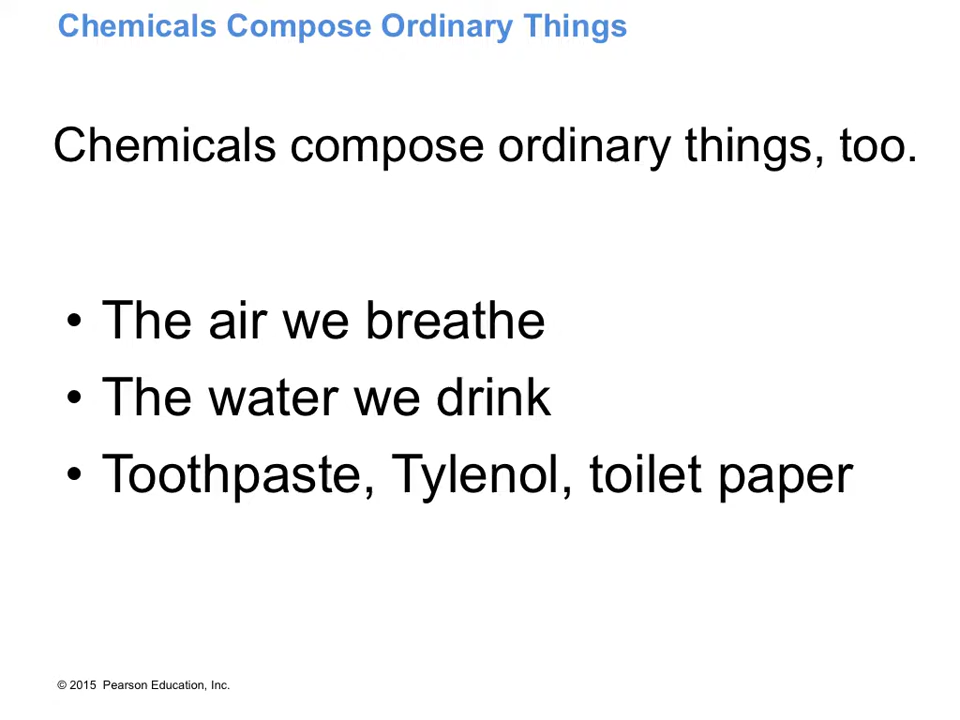 Chemicals Compose Ordinary Things
Chemicals compose ordinary things, too.
• The air we breathe
• The water we drink
• Toothpaste, Tylenol, toilet paper
© 2015 Pearson Education, Inc.